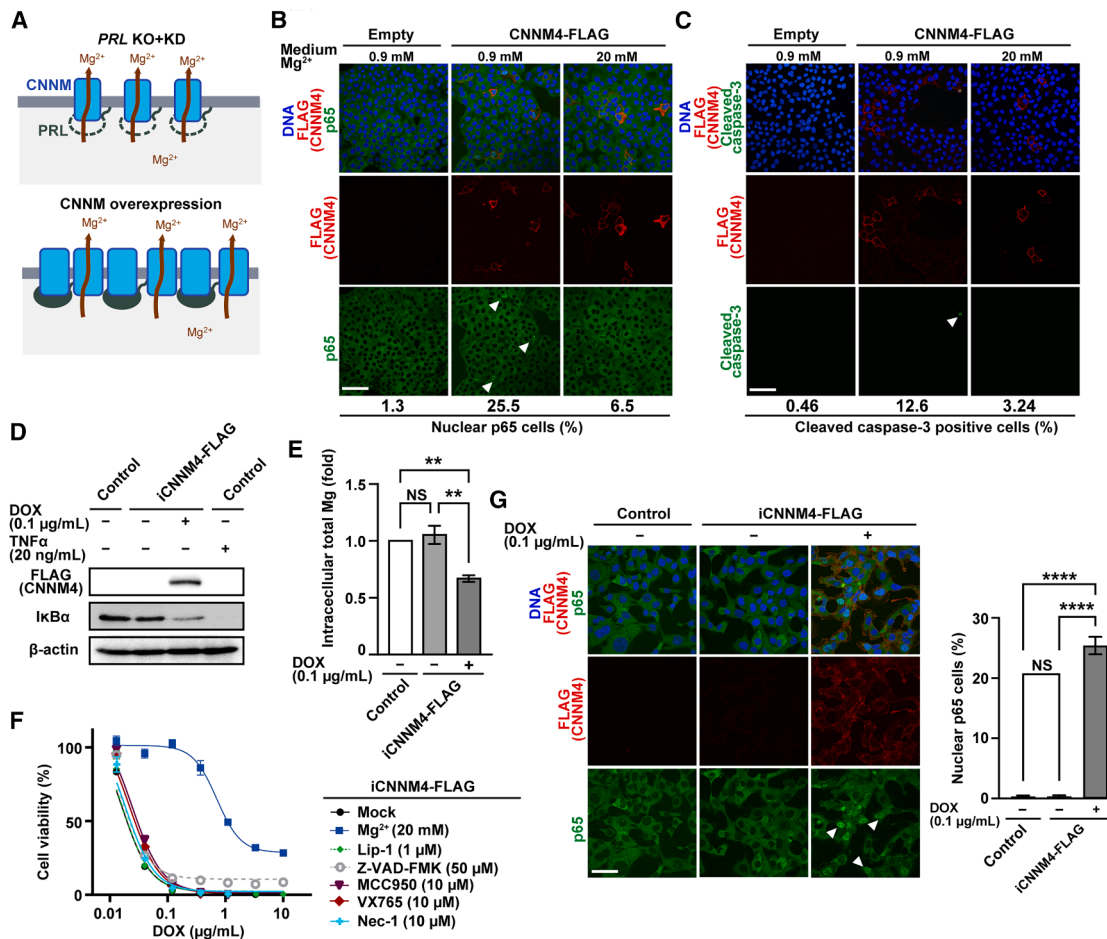 A
PRL KO+KD
Mg²⁺ Mg²⁺ Mg²⁺
CNNM
PRL
Mg²⁺
CNNM overexpression
Mg²⁺ Mg²⁺ Mg²⁺
Mg²⁺
B
Empty CNNM4-FLAG
Medium
Mg²⁺ 0.9 mM 0.9 mM 20 mM
DNA
FLAG
(CNNM4)
p65
FLAG
(CNNM4)
p65
1.3 25.5 6.5
Nuclear p65 cells (%)
C
Empty CNNM4-FLAG
0.9 mM 0.9 mM 20 mM
DNA
FLAG
(CNNM4)
Cleaved
caspase-3
FLAG
(CNNM4)
Cleaved
caspase-3
0.46 12.6 3.24
Cleaved caspase-3 positive cells (%)
D
Control iCNNM4-FLAG Control
DOX
(0.1 μg/mL) – – + –
TNFα
(20 ng/mL) – – – +
FLAG
(CNNM4)
IκBα
β-actin
E
Intracecellular total Mg (fold)
**
NS **
1.5
1.0
0.5
0
DOX
(0.1 μg/mL) – – +
Control
iCNNM4-FLAG
F
Cell viability (%)
100
50
0
0.01 0.1 1 10
DOX (μg/mL)
iCNNM4-FLAG
Mock
Mg²⁺ (20 mM)
Lip-1 (1 μM)
Z-VAD-FMK (50 μM)
MCC950 (10 μM)
VX765 (10 μM)
Nec-1 (10 μM)
G
Control iCNNM4-FLAG
DOX
(0.1 μg/mL) – – +
DNA
FLAG
(CNNM4)
p65
FLAG
(CNNM4)
p65
Nuclear p65 cells (%)
****
****
NS
30
20
10
0
DOX
(0.1 μg/mL) – – +
Control
iCNNM4-FLAG